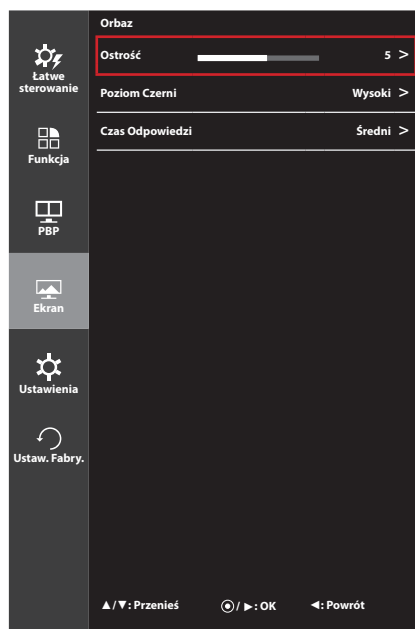 Łatwe
sterowanie
Funkcja
PBP
Ekran
Ustawienia
Ustaw. Fabry.
Orbaz
Ostrość 5 >
Poziom Czerni Wysoki >
Czas Odpowiedzi Średni >
▲/▼: Przenieś ⦿/ ►: OK ◄: Powrót